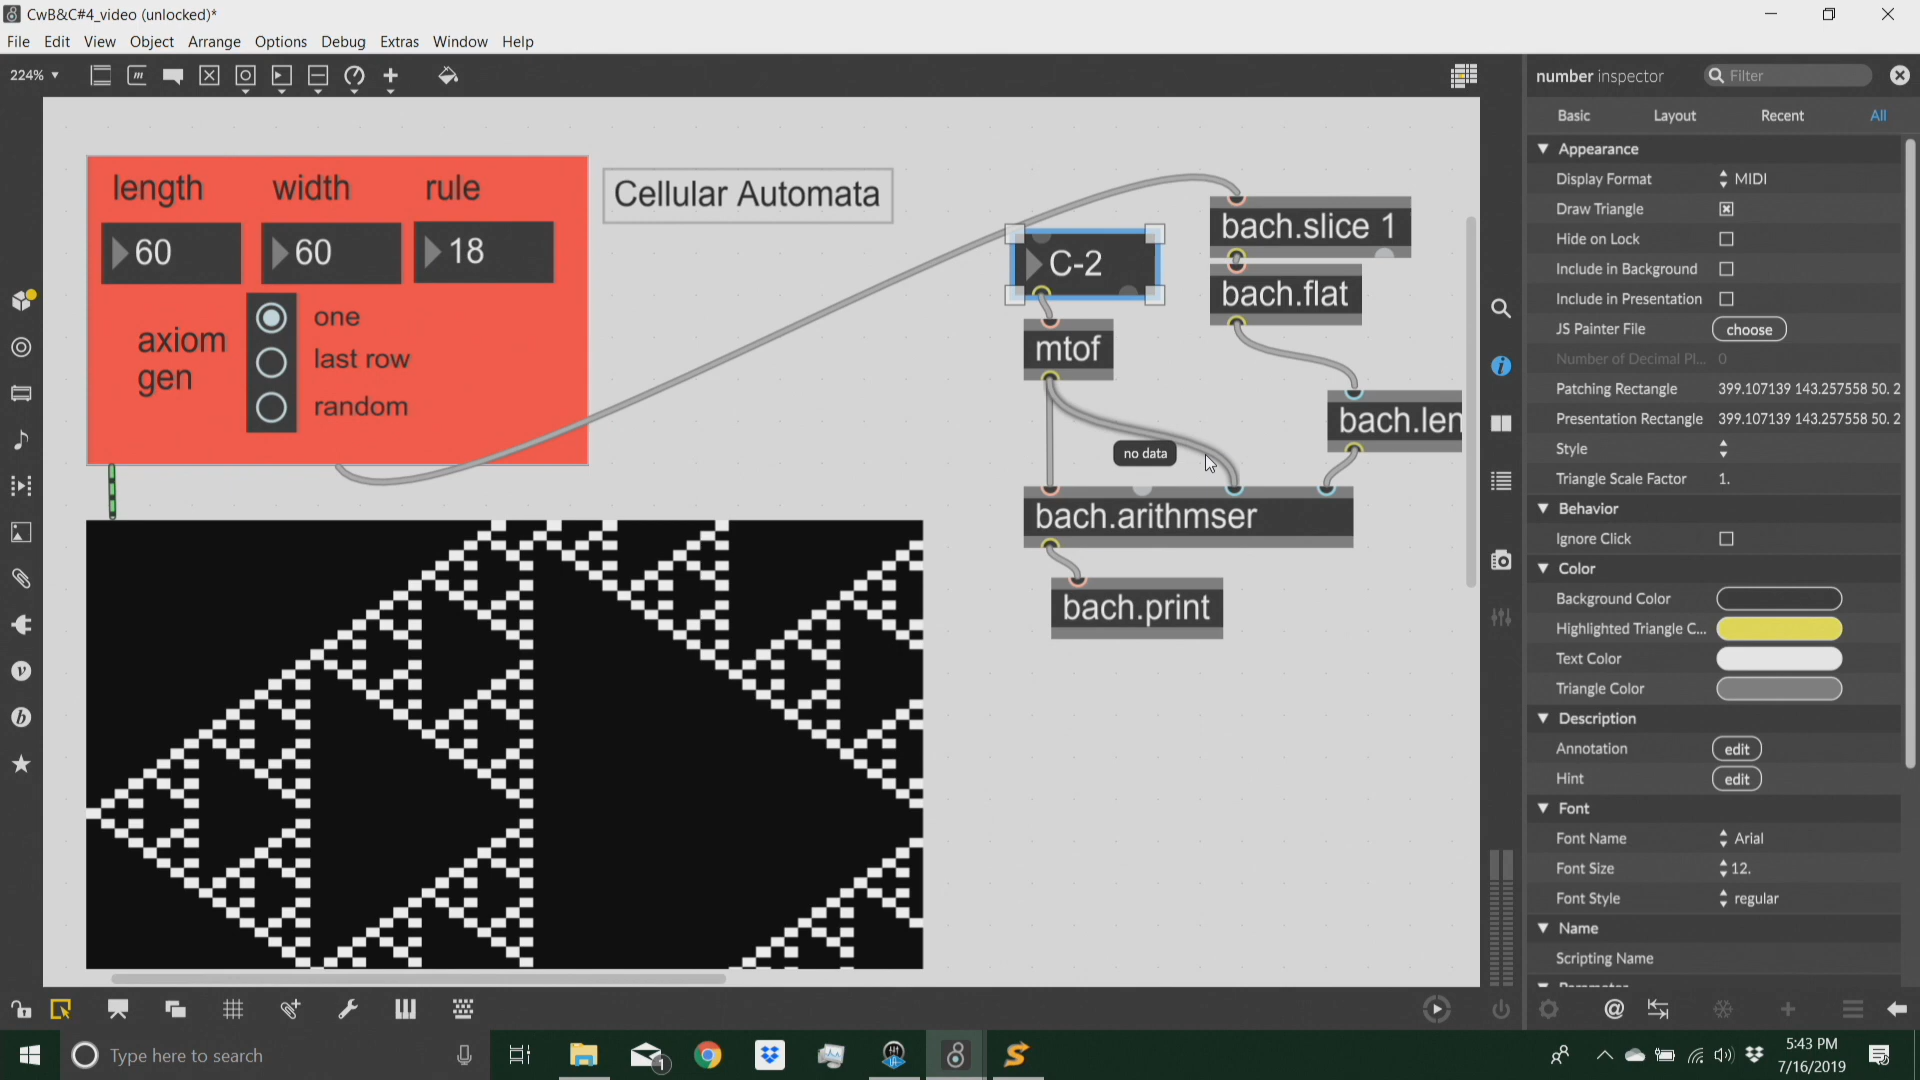 CwB&C#4_video (unlocked)*
File Edit View Object Arrange Options Debug Extras Window Help
224%
number inspector
Filter
Basic Layout Recent All
length width rule
60 60 18
axiom gen
one
last row
random
Cellular Automata
C-2
mtof
bach.slice 1
bach.flat
bach.len
no data
bach.arithmser
bach.print
Appearance
Display Format MIDI
Draw Triangle
Hide on Lock
Include in Background
Include in Presentation
JS Painter File choose
Number of Decimal Pl... 0
Patching Rectangle 399.107139 143.257558 50. 2
Presentation Rectangle 399.107139 143.257558 50. 2
Style
Triangle Scale Factor 1.
Behavior
Ignore Click
Color
Background Color
Highlighted Triangle C...
Text Color
Triangle Color
Description
Annotation edit
Hint edit
Font
Font Name Arial
Font Size 12.
Font Style regular
Name
Scripting Name
Type here to search
1
5:43 PM
7/16/2019